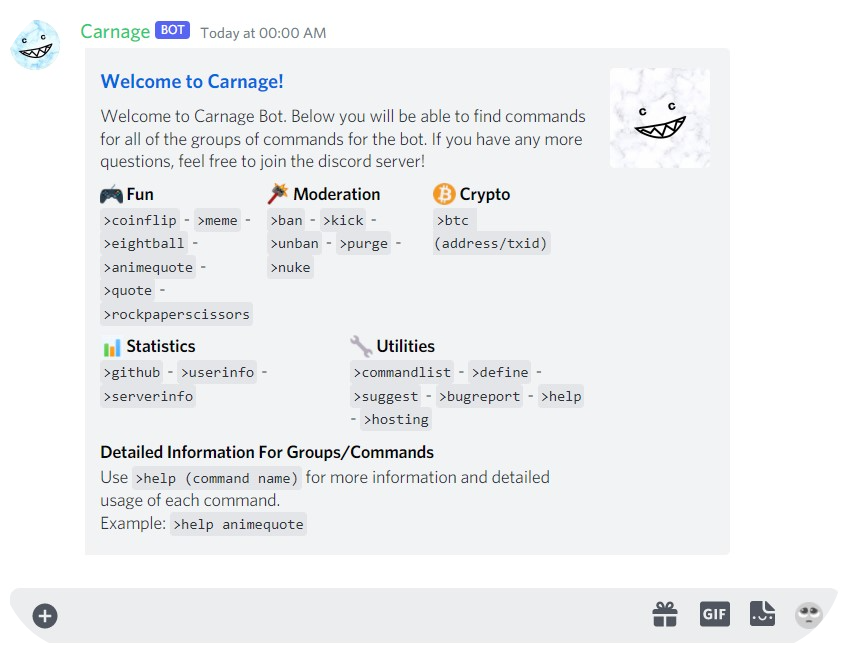 Carnage BOT Today at 00:00 AM
Welcome to Carnage!
Welcome to Carnage Bot. Below you will be able to find commands
for all of the groups of commands for the bot. If you have any more
questions, feel free to join the discord server!
Fun
>coinflip - >meme -
>eightball -
>animequote -
>quote -
>rockpaperscissors
Moderation
>ban - >kick -
>unban - >purge -
>nuke
Crypto
>btc
(address/txid)
Statistics
>github - >userinfo -
>serverinfo
Utilities
>commandlist - >define -
>suggest - >bugreport - >help
- >hosting
Detailed Information For Groups/Commands
Use >help (command name) for more information and detailed
usage of each command.
Example: >help animequote
GIF